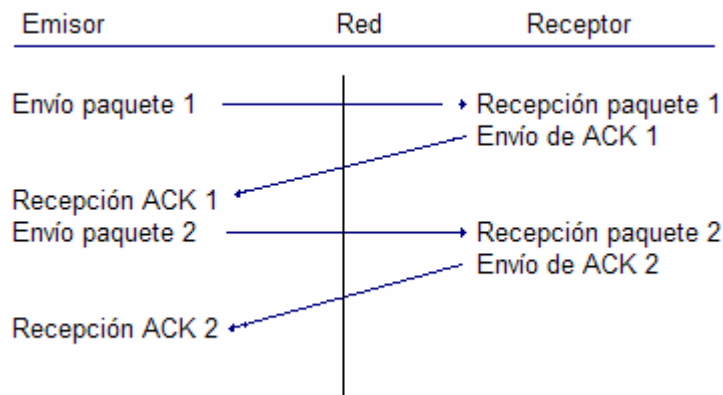 Emisor Red Receptor
Envío paquete 1 Recepción paquete 1
Envío de ACK 1
Recepción ACK 1
Envío paquete 2 Recepción paquete 2
Envío de ACK 2
Recepción ACK 2